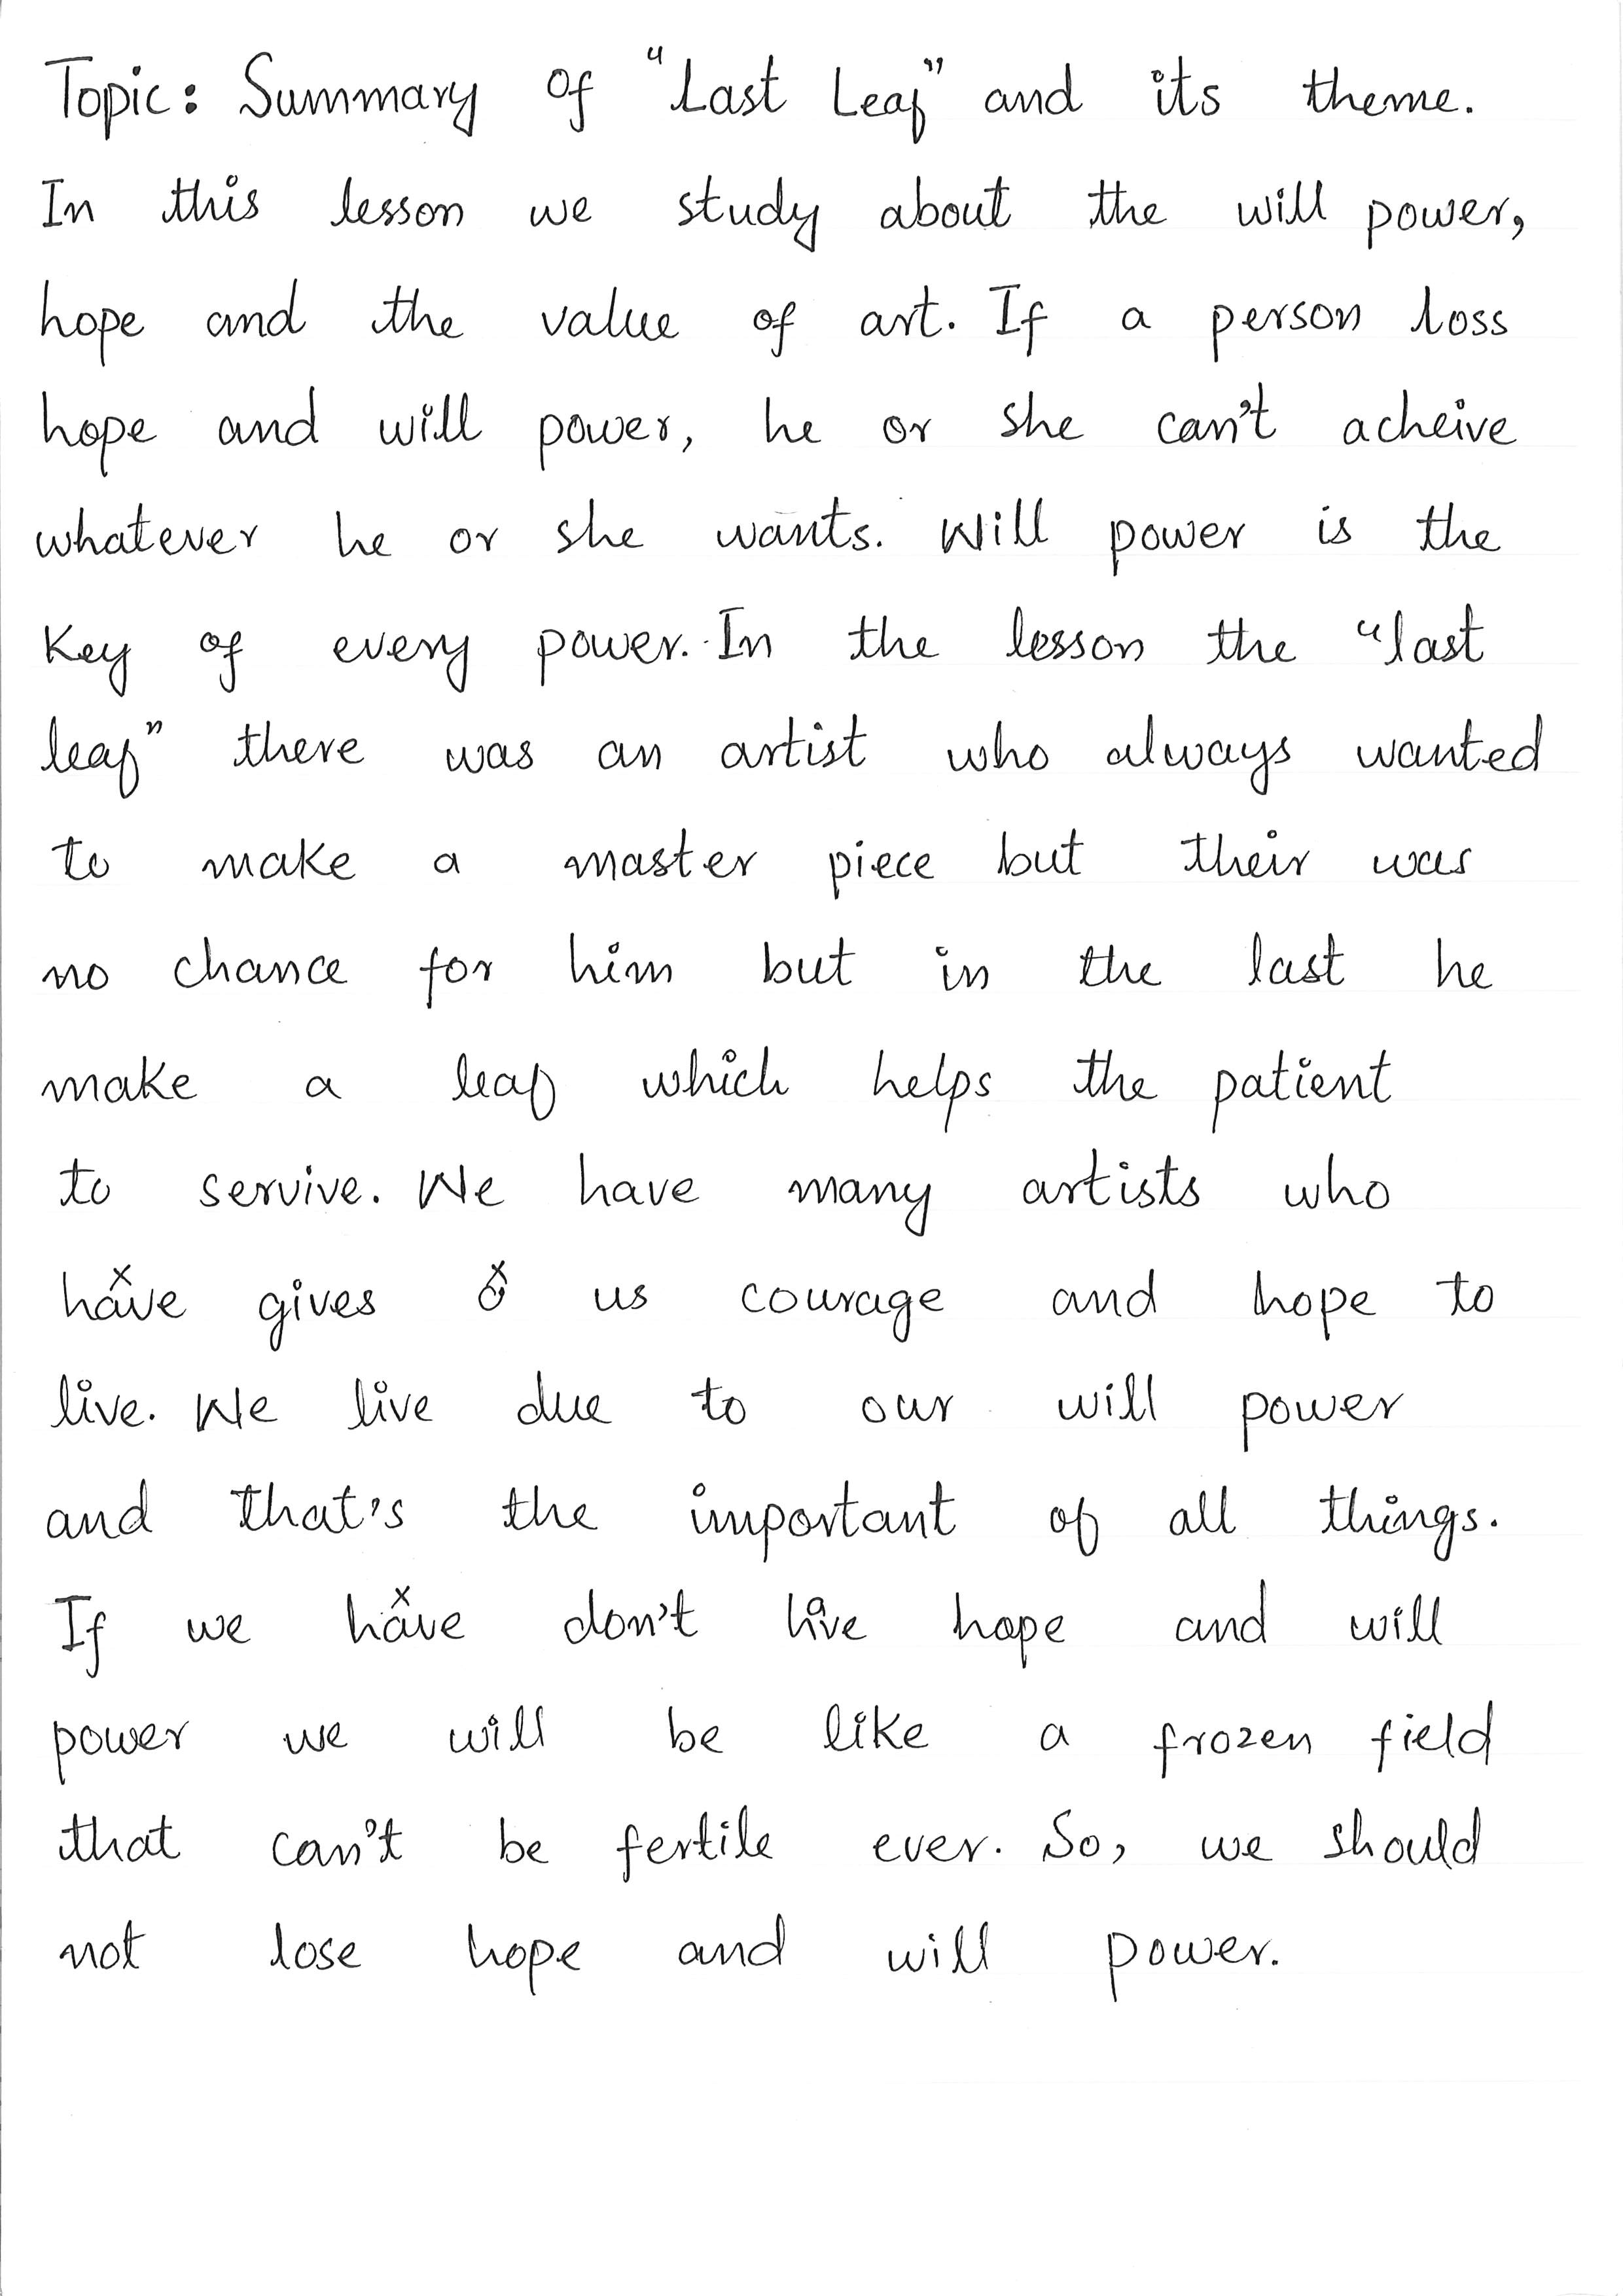 Topic: Summary of "Last Leaf" and its theme.
In this lesson we study about the will power,
hope and the value of art. If a person loss
hope and will power, he or she can't acheive
whatever he or she wants. Will power is the
key of every power. In the lesson the "last
leaf" there was an artist who always wanted
to make a master piece but their was
no chance for him but in the last he
make a leaf which helps the patient
to servive. We have many artists who
have gives us courage and hope to
live. We live due to our will power
and that's the important of all things.
If we have don't live hope and will
power we will be like a frozen field
that can't be fertile ever. So, we should
not lose hope and will power.